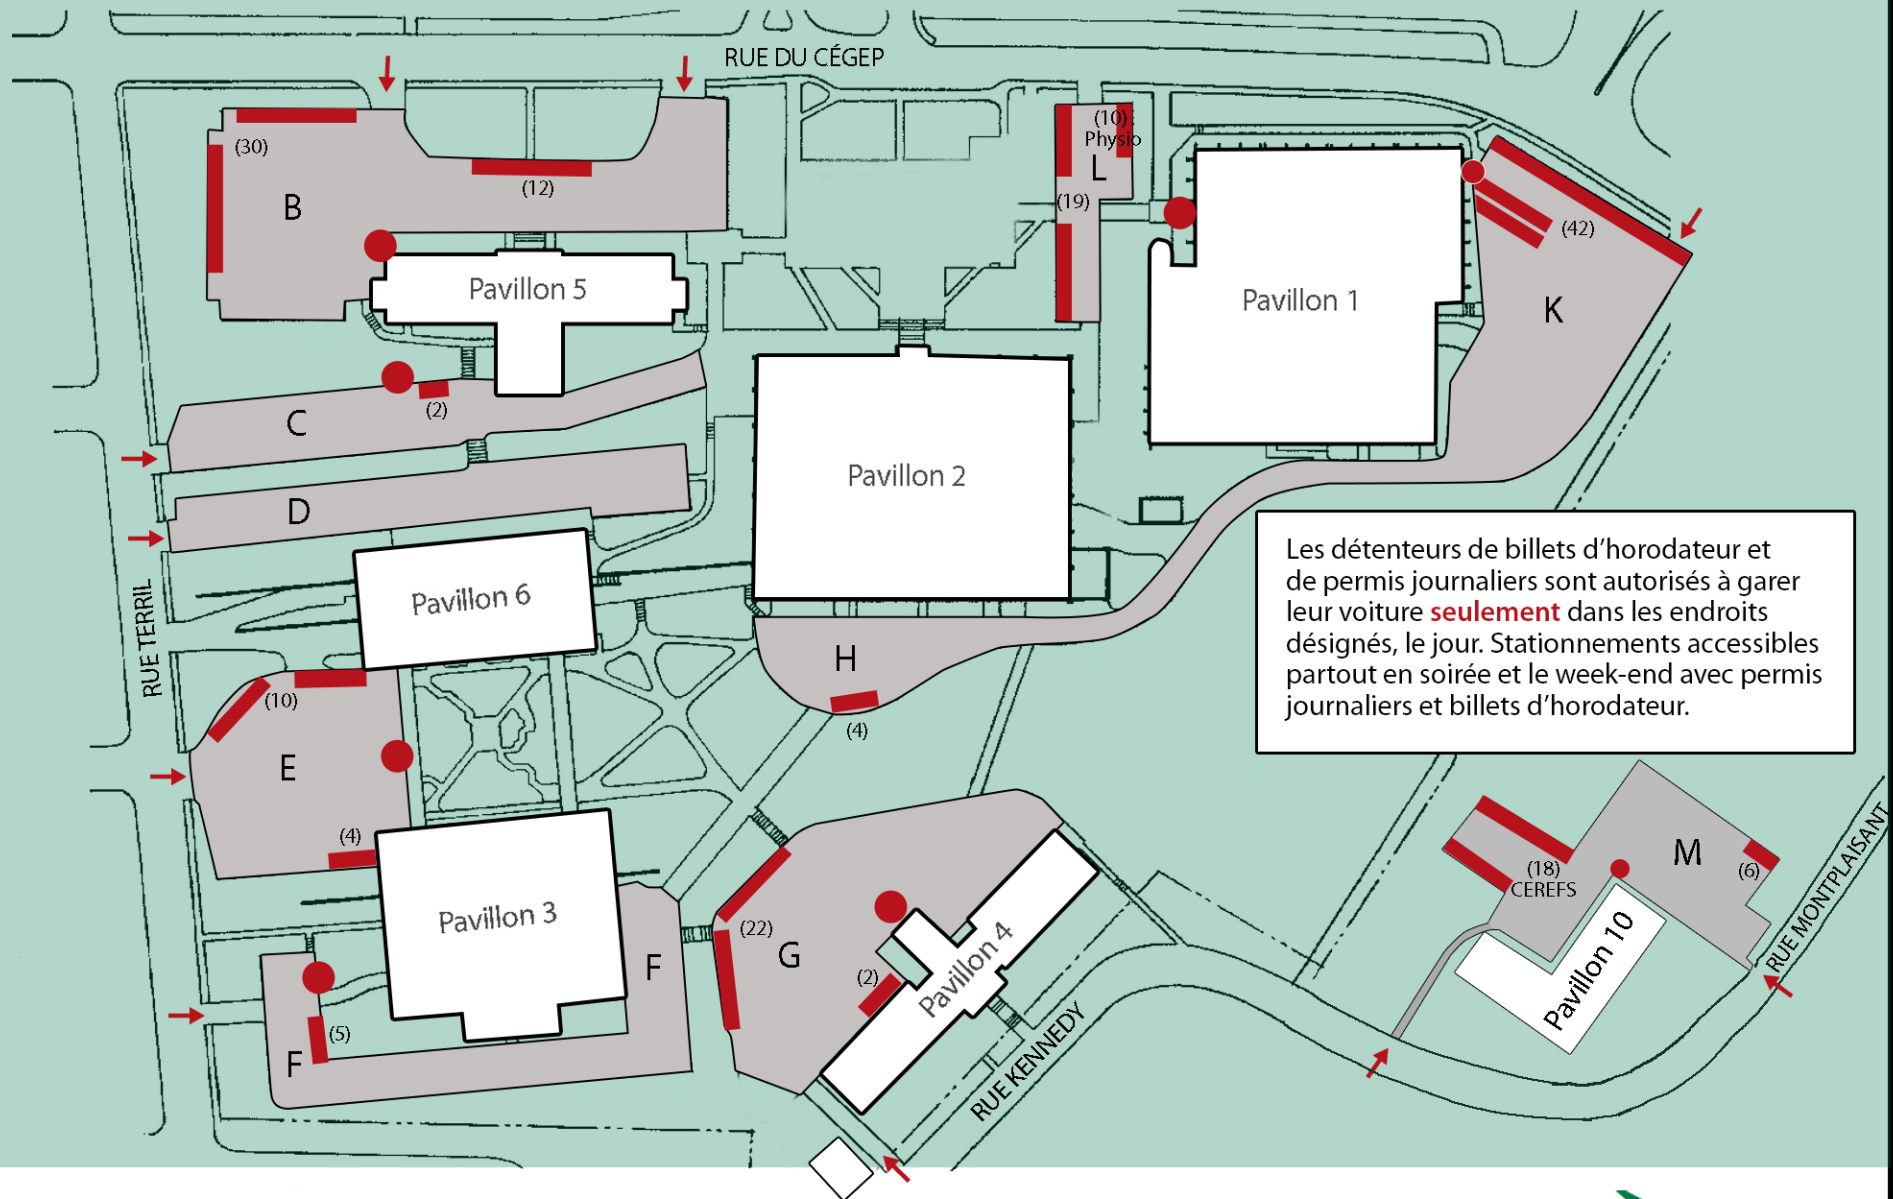 RUE DU CÉGEP
(30)
B
(12)
(10)
Physio
L
(19)
(42)
K
Pavillon 5
Pavillon 1
C
(2)
D
Pavillon 2
Pavillon 6
RUE TERRIL
H
(4)
(10)
E
(4)
Les détenteurs de billets d’horodateur et
de permis journaliers sont autorisés à garer
leur voiture seulement dans les endroits
désignés, le jour. Stationnements accessibles
partout en soirée et le week-end avec permis
journaliers et billets d’horodateur.
Pavillon 3
F
(5)
F
(22)
G
(2)
Pavillon 4
RUE KENNEDY
(18)
CEREFS
M
(6)
Pavillon 10
RUE MONTPLAISANT